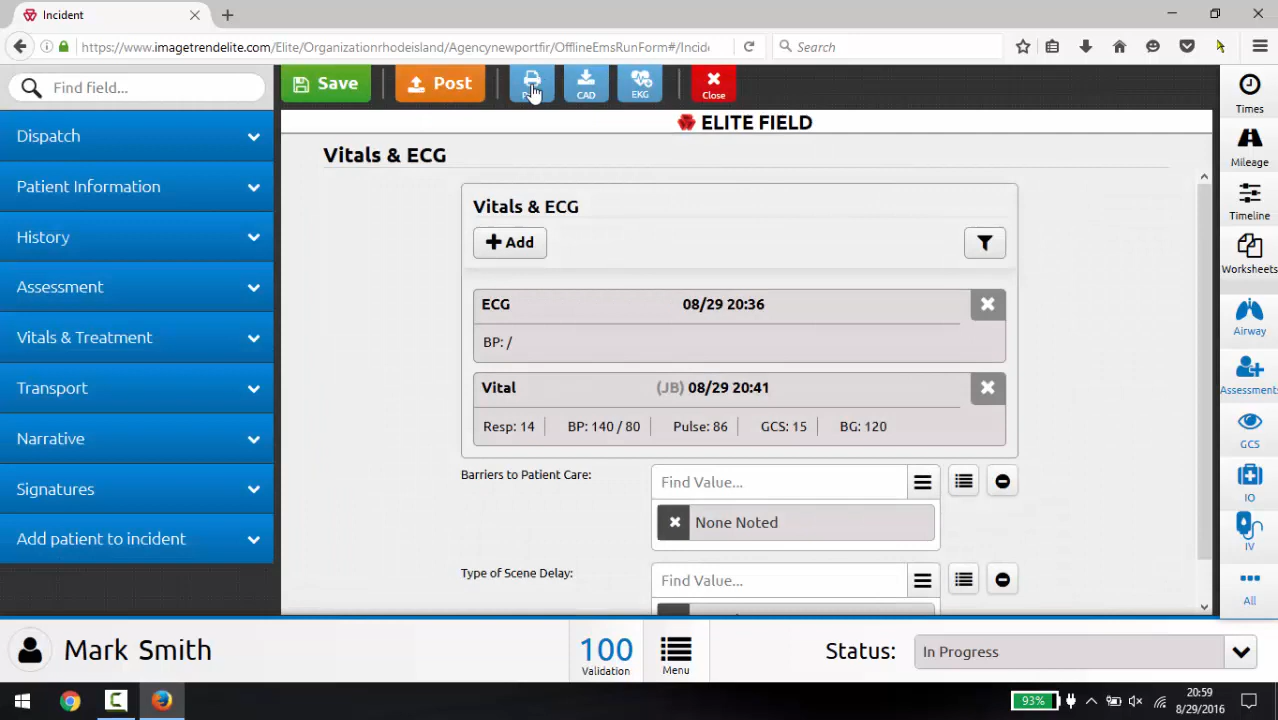 Incident
https://www.imagetrendelite.com/Elite/Organizationrhodeisland/Agencynewportfir/OfflineEmsRunForm#/Incide
Search
Find field...
Save
Post
CAD
EKG
Close
Times
Mileage
Timeline
Worksheets
Airway
Assessments
GCS
IO
IV
All
Dispatch
Patient Information
History
Assessment
Vitals & Treatment
Transport
Narrative
Signatures
Add patient to incident
ELITE FIELD
Vitals & ECG
Vitals & ECG
Add
ECG 08/29 20:36
BP: /
Vital (JB) 08/29 20:41
Resp: 14 BP: 140 / 80 Pulse: 86 GCS: 15 BG: 120
Barriers to Patient Care: Find Value...
None Noted
Type of Scene Delay: Find Value...
Mark Smith
100
Validation
Menu
Status: In Progress
93%
20:59
8/29/2016